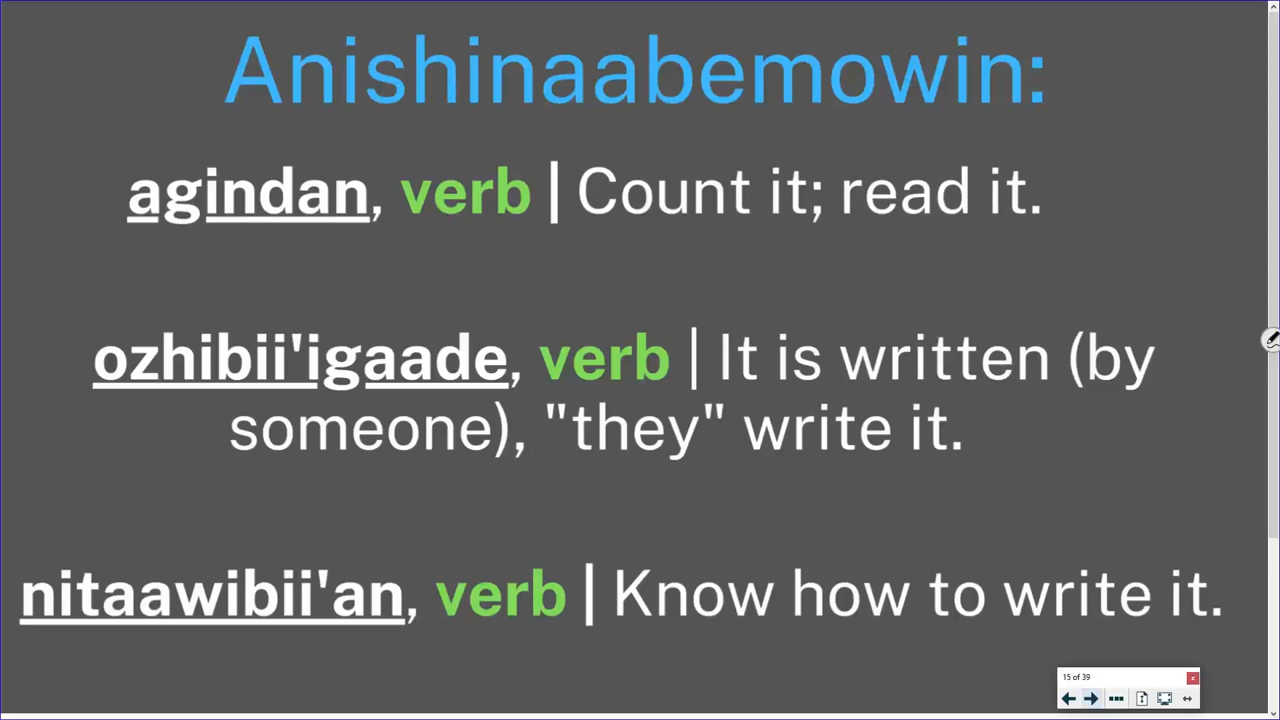 Anishinaabemowin:
agindan, verb | Count it; read it.
ozhibii'igaade, verb | It is written (by
someone), "they" write it.
nitaawibii'an, verb | Know how to write it.
15 of 39